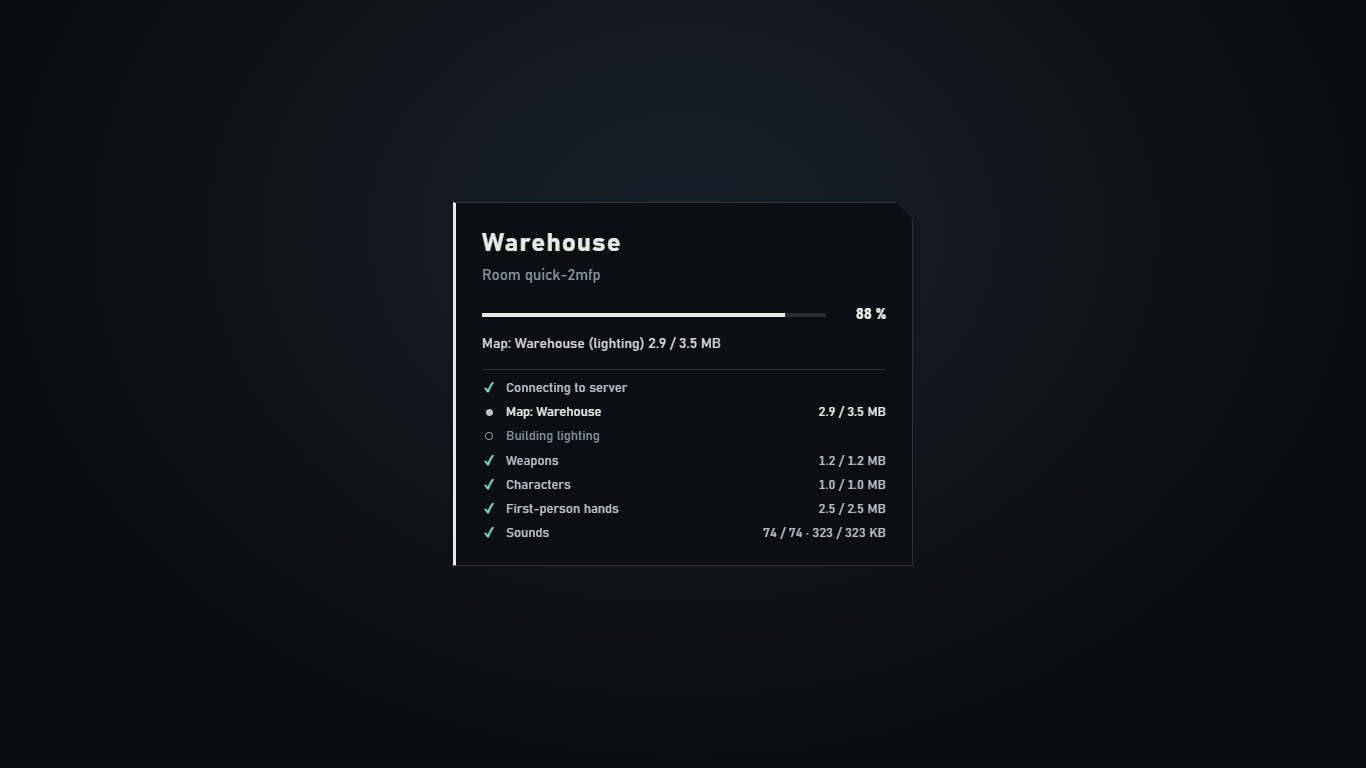 Warehouse
Room quick-2mfp
88 %
Map: Warehouse (lighting) 2.9 / 3.5 MB
Connecting to server
Map: Warehouse 2.9 / 3.5 MB
Building lighting
Weapons 1.2 / 1.2 MB
Characters 1.0 / 1.0 MB
First-person hands 2.5 / 2.5 MB
Sounds 74 / 74 · 323 / 323 KB